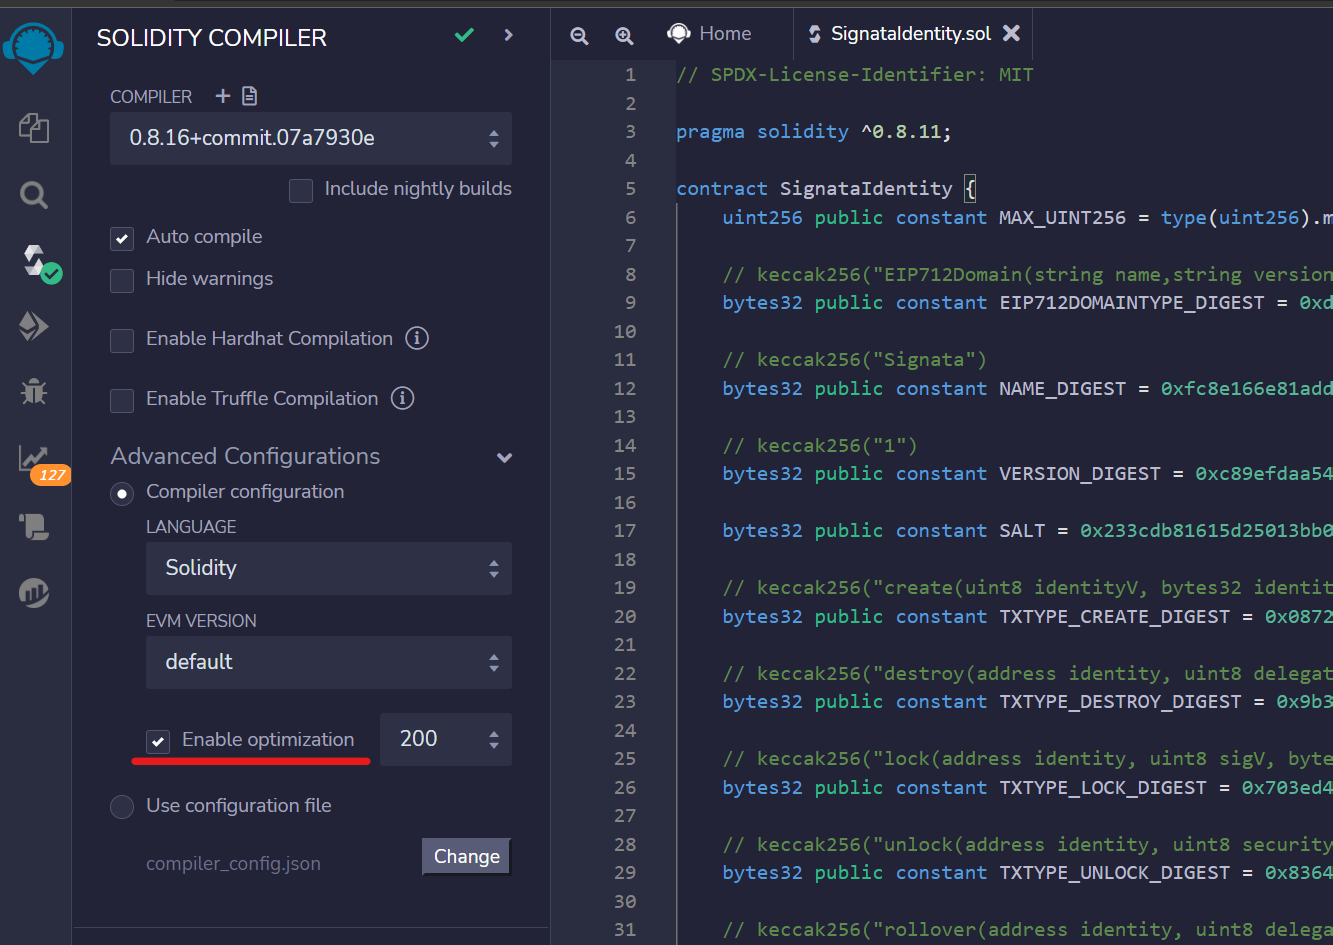 SOLIDITY COMPILER
COMPILER
0.8.16+commit.07a7930e
Include nightly builds
Auto compile
Hide warnings
Enable Hardhat Compilation
Enable Truffle Compilation
Advanced Configurations
Compiler configuration
LANGUAGE
Solidity
EVM VERSION
default
Enable optimization 200
Use configuration file
compiler_config.json Change
127
Home SignataIdentity.sol
1 // SPDX-License-Identifier: MIT
2
3 pragma solidity ^0.8.11;
4
5 contract SignataIdentity {
6 uint256 public constant MAX_UINT256 = type(uint256).m
7
8 // keccak256("EIP712Domain(string name,string version
9 bytes32 public constant EIP712DOMAINTYPE_DIGEST = 0xd
10
11 // keccak256("Signata")
12 bytes32 public constant NAME_DIGEST = 0xfc8e166e81add
13
14 // keccak256("1")
15 bytes32 public constant VERSION_DIGEST = 0xc89efdaa54
16
17 bytes32 public constant SALT = 0x233cdb81615d25013bb0
18
19 // keccak256("create(uint8 identityV, bytes32 identit
20 bytes32 public constant TXTYPE_CREATE_DIGEST = 0x0872
21
22 // keccak256("destroy(address identity, uint8 delegat
23 bytes32 public constant TXTYPE_DESTROY_DIGEST = 0x9b3
24
25 // keccak256("lock(address identity, uint8 sigV, byte
26 bytes32 public constant TXTYPE_LOCK_DIGEST = 0x703ed4
27
28 // keccak256("unlock(address identity, uint8 security
29 bytes32 public constant TXTYPE_UNLOCK_DIGEST = 0x8364
30
31 // keccak256("rollover(address identity, uint8 delega